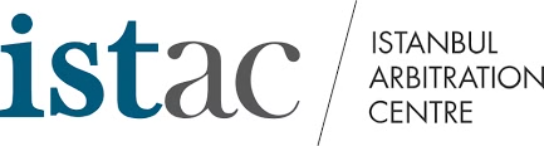 istac
ISTANBUL
ARBITRATION
CENTRE